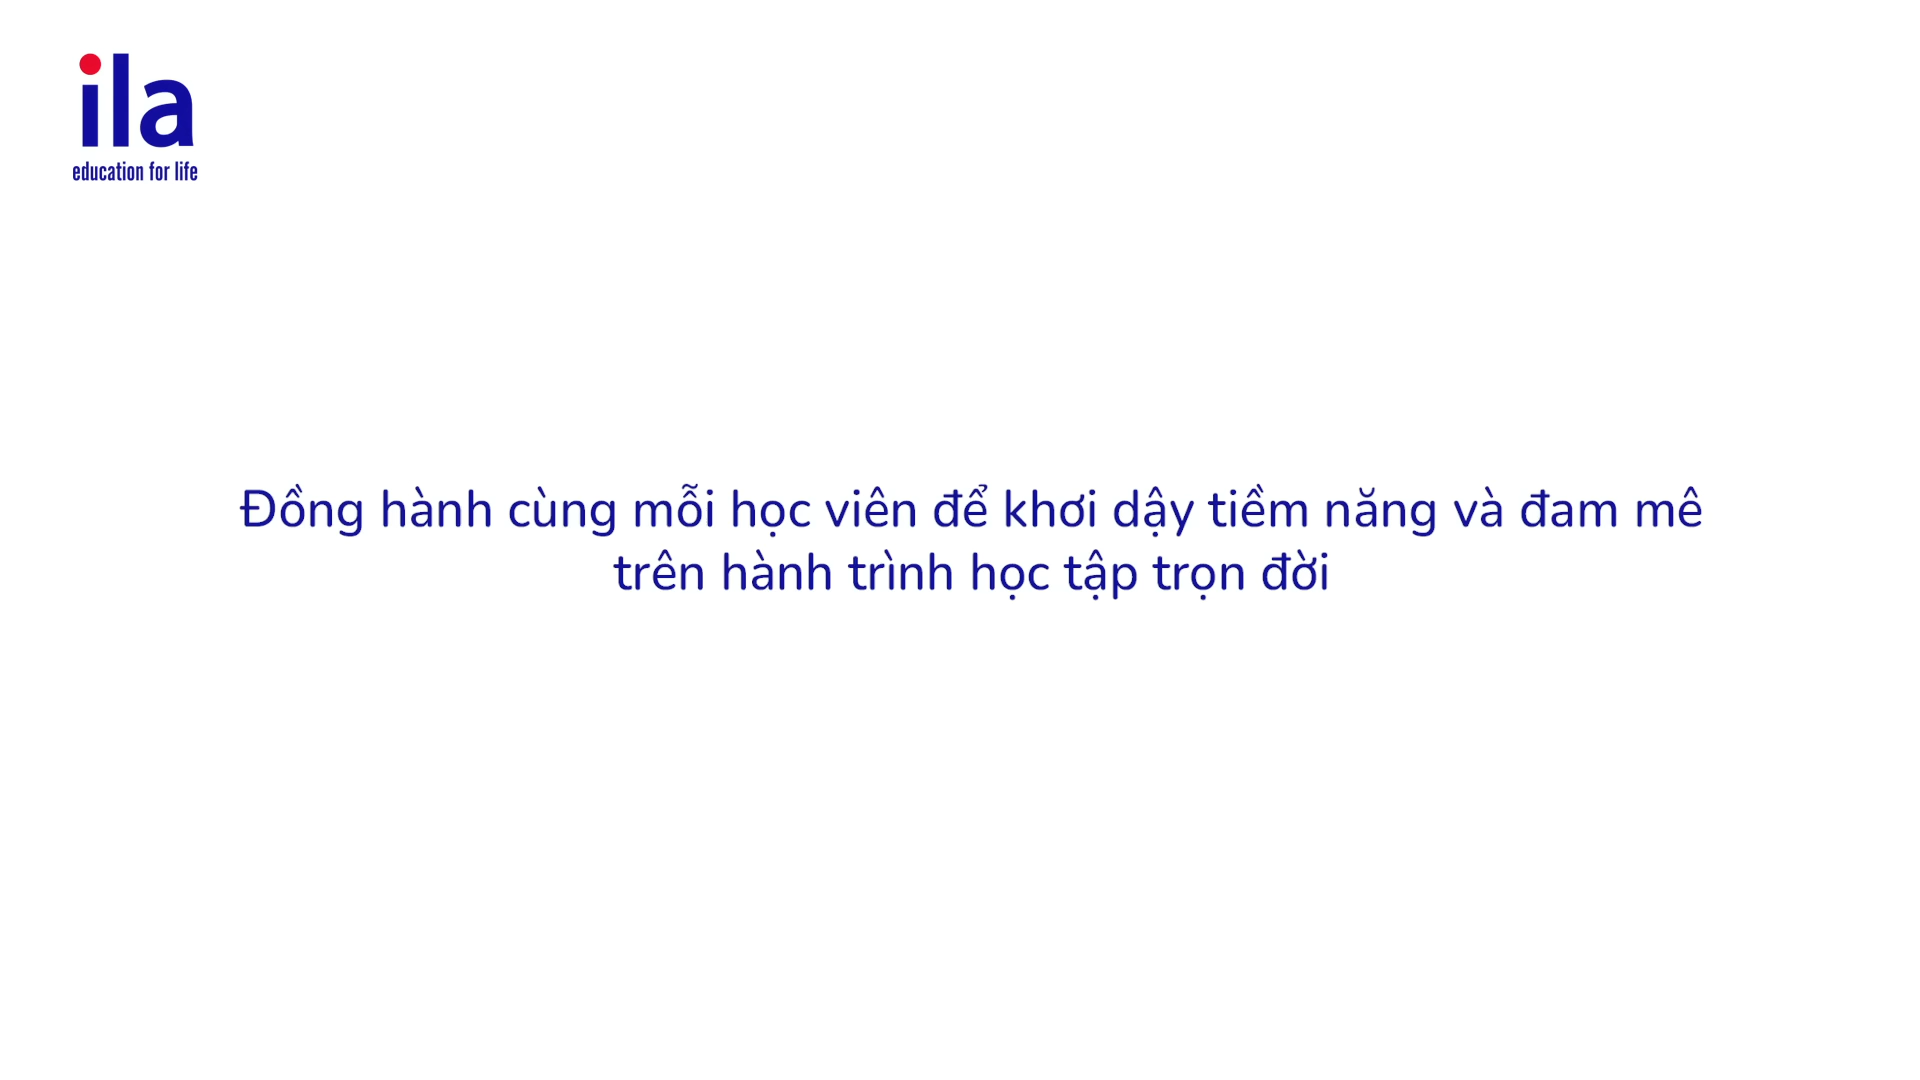 ila
education for life
Đồng hành cùng mỗi học viên để khơi dậy tiềm năng và đam mê
trên hành trình học tập trọn đời